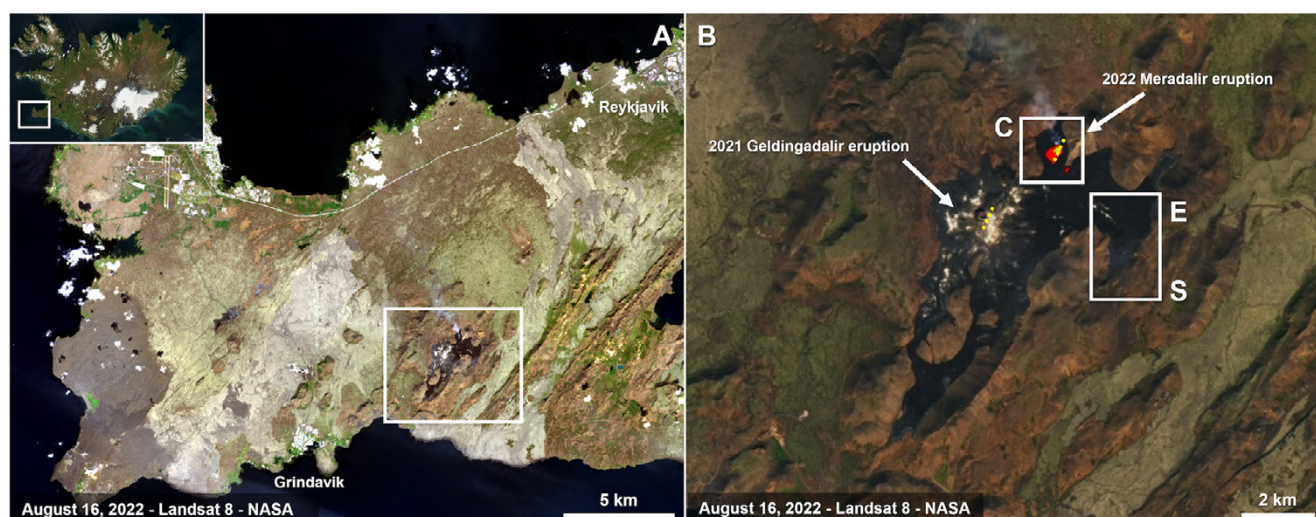 A
Reykjavik
Grindavik
August 16, 2022 - Landsat 8 - NASA
5 km
B
2022 Meradalir eruption
C
2021 Geldingadalir eruption
E
S
August 16, 2022 - Landsat 8 - NASA
2 km